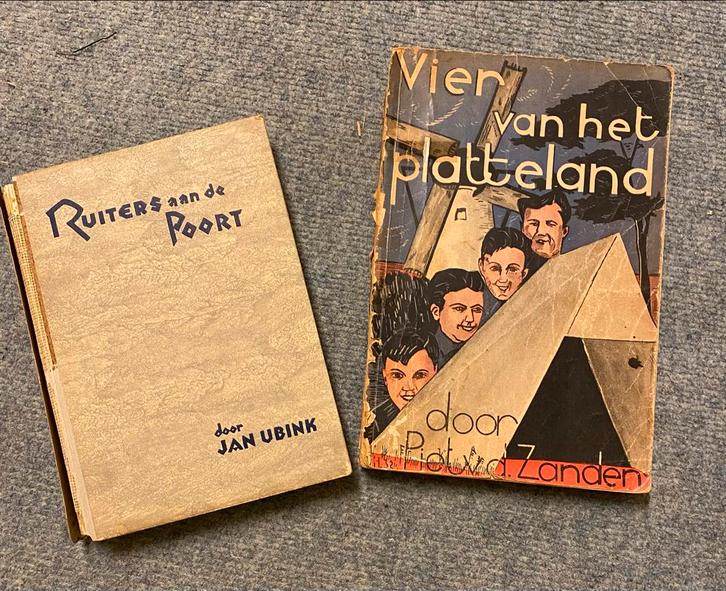 RUITERS aan de
POORT
door
JAN UBINK
Vier
van het
platteland
door
Piet v.d Zanden